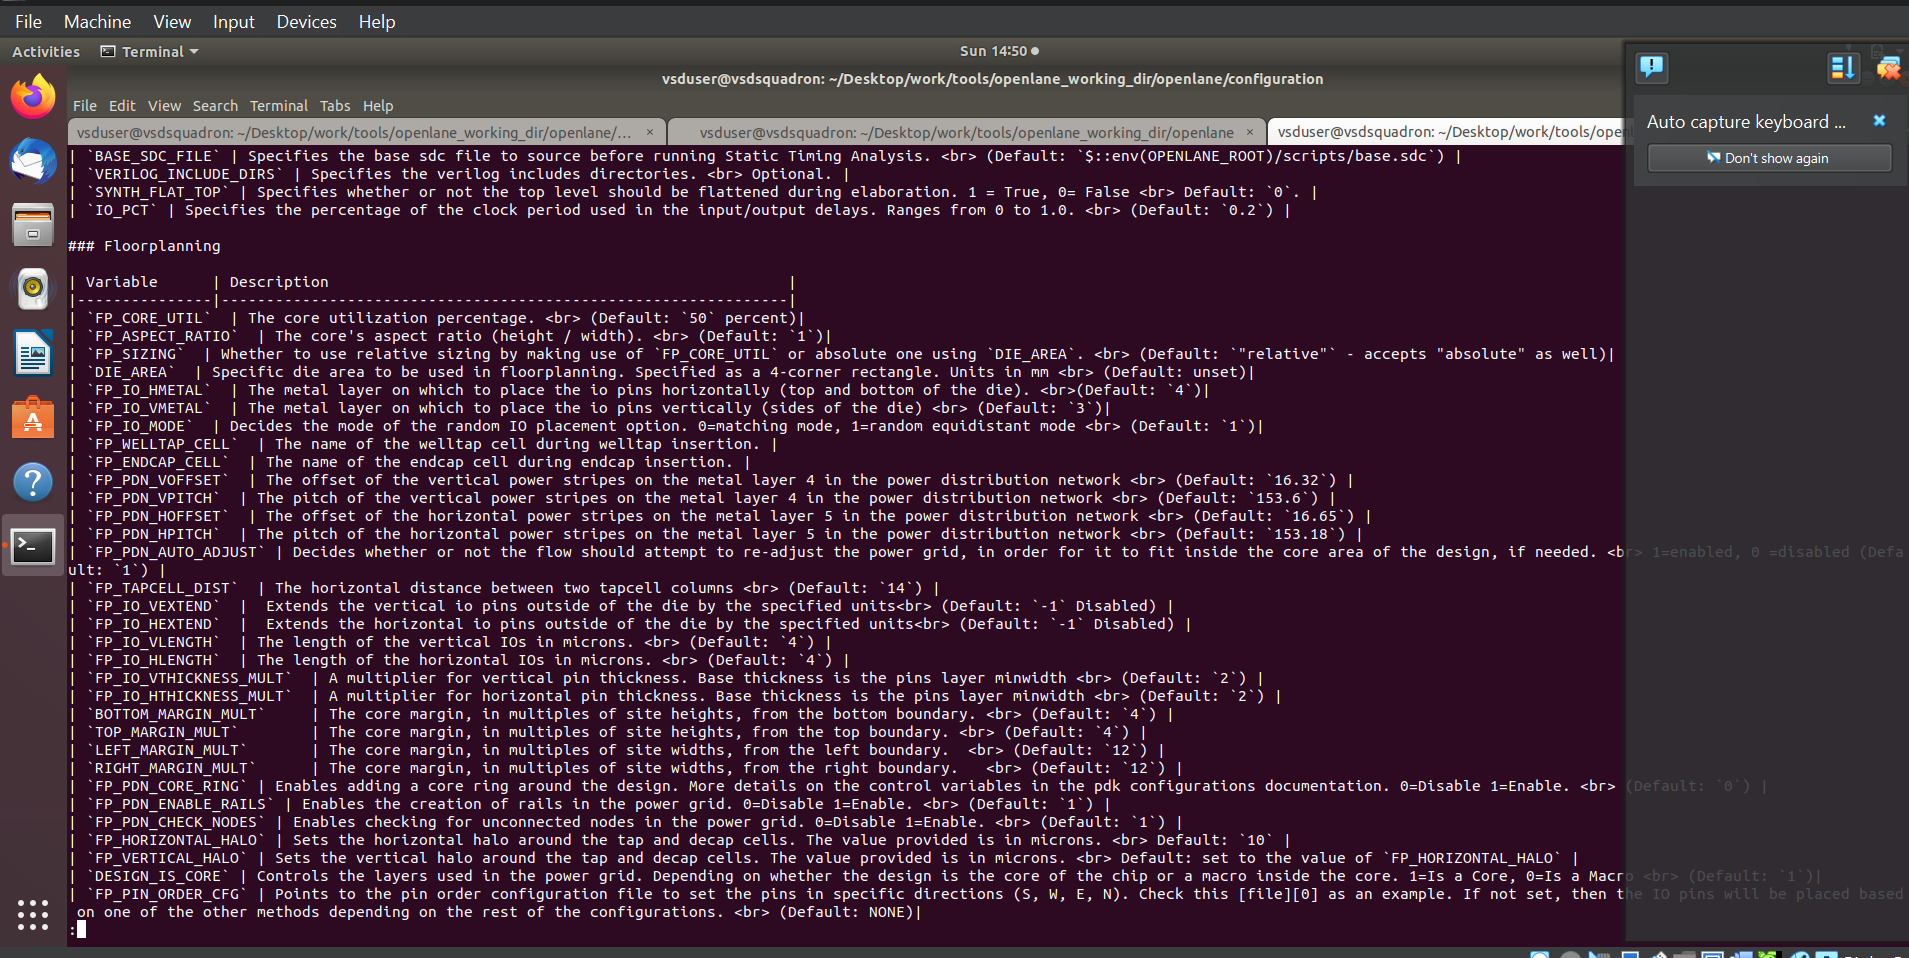 File Machine View Input Devices Help
Activities Terminal Sun 14:50
vsduser@vsdsquadron: ~/Desktop/work/tools/openlane_working_dir/openlane/configuration
File Edit View Search Terminal Tabs Help
vsduser@vsdsquadron: ~/Desktop/work/tools/openlane_working_dir/openlane/... × vsduser@vsdsquadron: ~/Desktop/work/tools/openlane_working_dir/openlane × vsduser@vsdsquadron: ~/Desktop/work/tools/openl
Auto capture keyboard ...
Don't show again
| `BASE_SDC_FILE` | Specifies the base sdc file to source before running Static Timing Analysis. <br> (Default: `$::env(OPENLANE_ROOT)/scripts/base.sdc`) |
| `VERILOG_INCLUDE_DIRS` | Specifies the verilog includes directories. <br> Optional. |
| `SYNTH_FLAT_TOP` | Specifies whether or not the top level should be flattened during elaboration. 1 = True, 0= False <br> Default: `0`. |
| `IO_PCT` | Specifies the percentage of the clock period used in the input/output delays. Ranges from 0 to 1.0. <br> (Default: `0.2`) |
### Floorplanning
| Variable | Description |
|---------------|---------------------------------------------------------------|
| `FP_CORE_UTIL` | The core utilization percentage. <br> (Default: `50` percent)|
| `FP_ASPECT_RATIO` | The core's aspect ratio (height / width). <br> (Default: `1`)|
| `FP_SIZING` | Whether to use relative sizing by making use of `FP_CORE_UTIL` or absolute one using `DIE_AREA`. <br> (Default: `"relative"` - accepts "absolute" as well)|
| `DIE_AREA` | Specific die area to be used in floorplanning. Specified as a 4-corner rectangle. Units in mm <br> (Default: unset)|
| `FP_IO_HMETAL` | The metal layer on which to place the io pins horizontally (top and bottom of the die). <br>(Default: `4`)|
| `FP_IO_VMETAL` | The metal layer on which to place the io pins vertically (sides of the die) <br> (Default: `3`)|
| `FP_IO_MODE` | Decides the mode of the random IO placement option. 0=matching mode, 1=random equidistant mode <br> (Default: `1`)|
| `FP_WELLTAP_CELL` | The name of the welltap cell during welltap insertion. |
| `FP_ENDCAP_CELL` | The name of the endcap cell during endcap insertion. |
| `FP_PDN_VOFFSET` | The offset of the vertical power stripes on the metal layer 4 in the power distribution network <br> (Default: `16.32`) |
| `FP_PDN_VPITCH` | The pitch of the vertical power stripes on the metal layer 4 in the power distribution network <br> (Default: `153.6`) |
| `FP_PDN_HOFFSET` | The offset of the horizontal power stripes on the metal layer 5 in the power distribution network <br> (Default: `16.65`) |
| `FP_PDN_HPITCH` | The pitch of the horizontal power stripes on the metal layer 5 in the power distribution network <br> (Default: `153.18`) |
| `FP_PDN_AUTO_ADJUST` | Decides whether or not the flow should attempt to re-adjust the power grid, in order for it to fit inside the core area of the design, if needed. <br> 1=enabled, 0 =disabled (Defa
ult: `1`) |
| `FP_TAPCELL_DIST` | The horizontal distance between two tapcell columns <br> (Default: `14`) |
| `FP_IO_VEXTEND` | Extends the vertical io pins outside of the die by the specified units<br> (Default: `-1` Disabled) |
| `FP_IO_HEXTEND` | Extends the horizontal io pins outside of the die by the specified units<br> (Default: `-1` Disabled) |
| `FP_IO_VLENGTH` | The length of the vertical IOs in microns. <br> (Default: `4`) |
| `FP_IO_HLENGTH` | The length of the horizontal IOs in microns. <br> (Default: `4`) |
| `FP_IO_VTHICKNESS_MULT` | A multiplier for vertical pin thickness. Base thickness is the pins layer minwidth <br> (Default: `2`) |
| `FP_IO_HTHICKNESS_MULT` | A multiplier for horizontal pin thickness. Base thickness is the pins layer minwidth <br> (Default: `2`) |
| `BOTTOM_MARGIN_MULT` | The core margin, in multiples of site heights, from the bottom boundary. <br> (Default: `4`) |
| `TOP_MARGIN_MULT` | The core margin, in multiples of site heights, from the top boundary. <br> (Default: `4`) |
| `LEFT_MARGIN_MULT` | The core margin, in multiples of site widths, from the left boundary. <br> (Default: `12`) |
| `RIGHT_MARGIN_MULT` | The core margin, in multiples of site widths, from the right boundary. <br> (Default: `12`) |
| `FP_PDN_CORE_RING` | Enables adding a core ring around the design. More details on the control variables in the pdk configurations documentation. 0=Disable 1=Enable. <br> (Default: `0`) |
| `FP_PDN_ENABLE_RAILS` | Enables the creation of rails in the power grid. 0=Disable 1=Enable. <br> (Default: `1`) |
| `FP_PDN_CHECK_NODES` | Enables checking for unconnected nodes in the power grid. 0=Disable 1=Enable. <br> (Default: `1`) |
| `FP_HORIZONTAL_HALO` | Sets the horizontal halo around the tap and decap cells. The value provided is in microns. <br> Default: `10` |
| `FP_VERTICAL_HALO` | Sets the vertical halo around the tap and decap cells. The value provided is in microns. <br> Default: set to the value of `FP_HORIZONTAL_HALO` |
| `DESIGN_IS_CORE` | Controls the layers used in the power grid. Depending on whether the design is the core of the chip or a macro inside the core. 1=Is a Core, 0=Is a Macro <br> (Default: `1`)|
| `FP_PIN_ORDER_CFG` | Points to the pin order configuration file to set the pins in specific directions (S, W, E, N). Check this [file][0] as an example. If not set, then the IO pins will be placed based
on one of the other methods depending on the rest of the configurations. <br> (Default: NONE)|
: